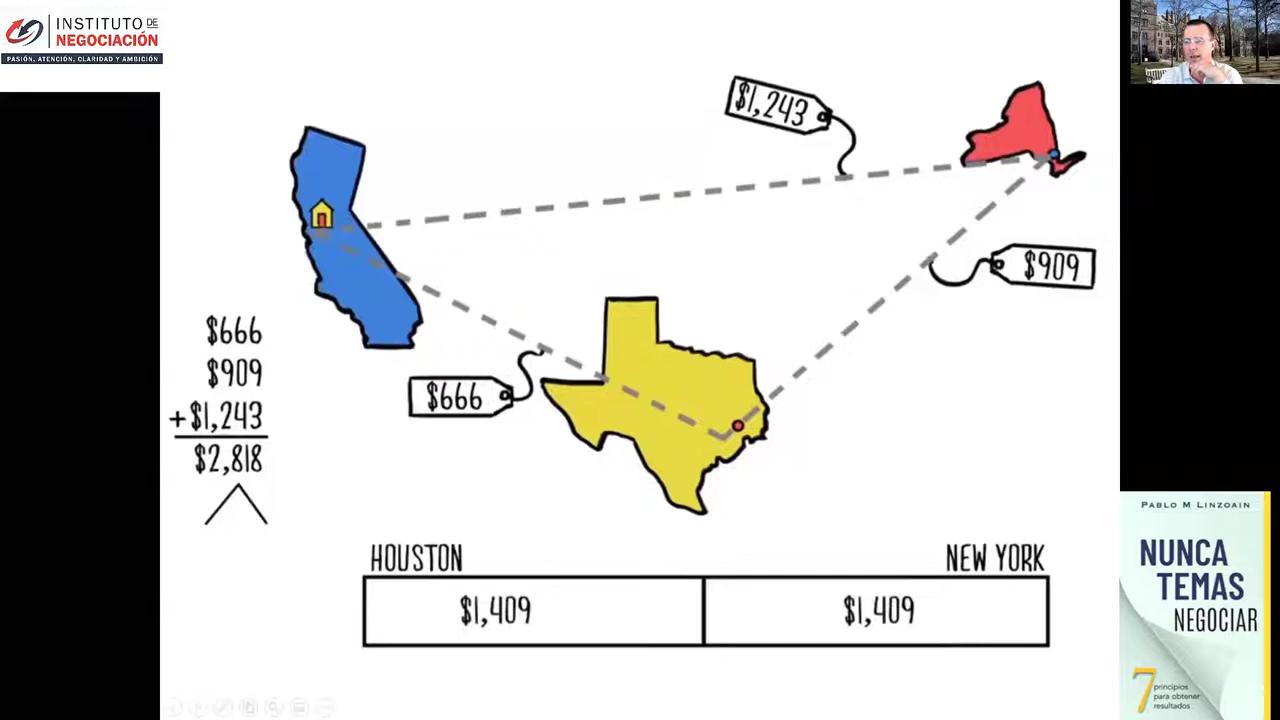 INSTITUTO DE
NEGOCIACIÓN
PASIÓN, ATENCIÓN, CLARIDAD Y AMBICIÓN
$1,243
$909
$666
$666
$909
+$1,243
$2,818
HOUSTON
NEW YORK
$1,409
$1,409
PABLO M LINZOAIN
NUNCA
TEMAS
NEGOCIAR
7 principios
para obtener
resultados